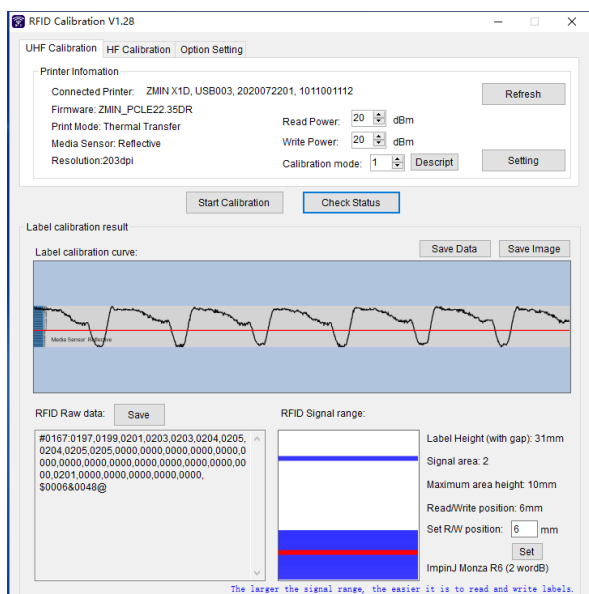 RFID Calibration V1.28
UHF Calibration HF Calibration Option Setting
Printer Infomation
Connected Printer: ZMIN X1D, USB003, 2020072201, 1011001112
Refresh
Firmware: ZMIN_PCLE22.35DR
Print Mode: Thermal Transfer
Read Power: 20 dBm
Media Sensor: Reflective
Write Power: 20 dBm
Resolution:203dpi
Calibration mode: 1 Descript
Setting
Start Calibration Check Status
Label calibration result
Label calibration curve:
Save Data Save Image
Media Sensor: Reflective
RFID Raw data: Save
RFID Signal range:
#0167:0197,0199,0201,0203,0203,0204,0205,
0204,0205,0205,0000,0000,0000,0000,0000,0
000,0000,0000,0000,0000,0000,0000,0000,00
00,0201,0000,0000,0000,0000,0000,
$0006&0048@
Label Height (with gap): 31mm
Signal area: 2
Maximum area height: 10mm
Read/Write position: 6mm
Set R/W position: 6 mm
Set
ImpinJ Monza R6 (2 wordB)
The larger the signal range, the easier it is to read and write labels.